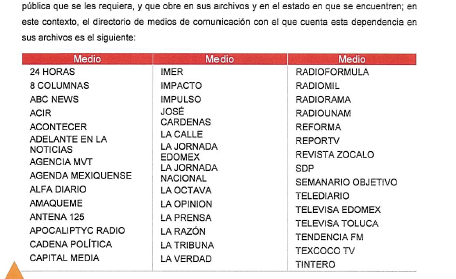 pública que se les requiera, y que obre en sus archivos y en el estado en que se encuentren; en
este contexto, el directorio de medios de comunicación con el que cuenta esta dependencia en
sus archivos es el siguiente:
Medio
24 HORAS
8 COLUMNAS
ABC NEWS
ACIR
ACONTECER
ADELANTE EN LA
NOTICIAS
AGENCIA MVT
AGENDA MEXIQUENSE
ALFA DIARIO
AMAQUEME
ANTENA 125
APOCALIPTYC RADIO
CADENA POLÍTICA
CAPITAL MEDIA
Medio
IMER
IMPACTO
IMPULSO
JOSÉ
CARDENAS
LA CALLE
LA JORNADA
EDOMEX
LA JORNADA
NACIONAL
LA OCTAVA
LA OPINION
LA PRENSA
LA RAZÓN
LA TRIBUNA
LA VERDAD
Medio
RADIOFORMULA
RADIOMIL
RADIORAMA
RADIOUNAM
REFORMA
REPORTV
REVISTA ZOCALO
SDP
SEMANARIO OBJETIVO
TELEDIARIO
TELEVISA EDOMEX
TELEVISA TOLUCA
TENDENCIA FM
TEXCOCO TV
TINTERO